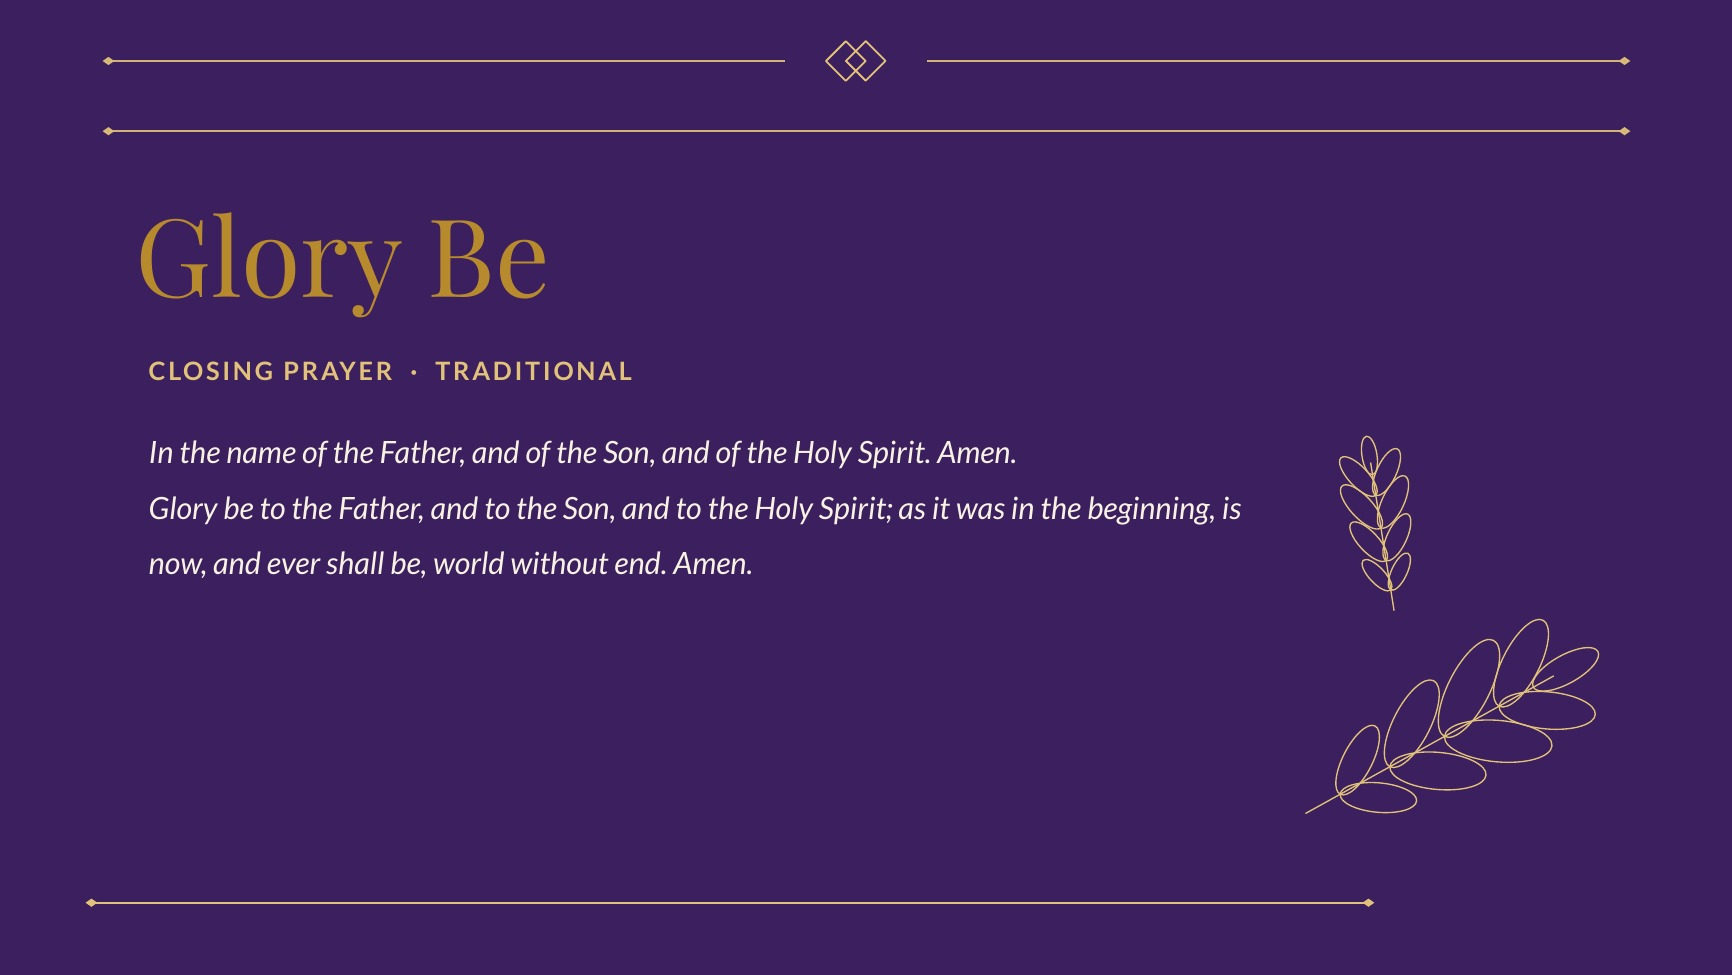 Glory Be
CLOSING PRAYER · TRADITIONAL
In the name of the Father, and of the Son, and of the Holy Spirit. Amen.
Glory be to the Father, and to the Son, and to the Holy Spirit; as it was in the beginning, is
now, and ever shall be, world without end. Amen.